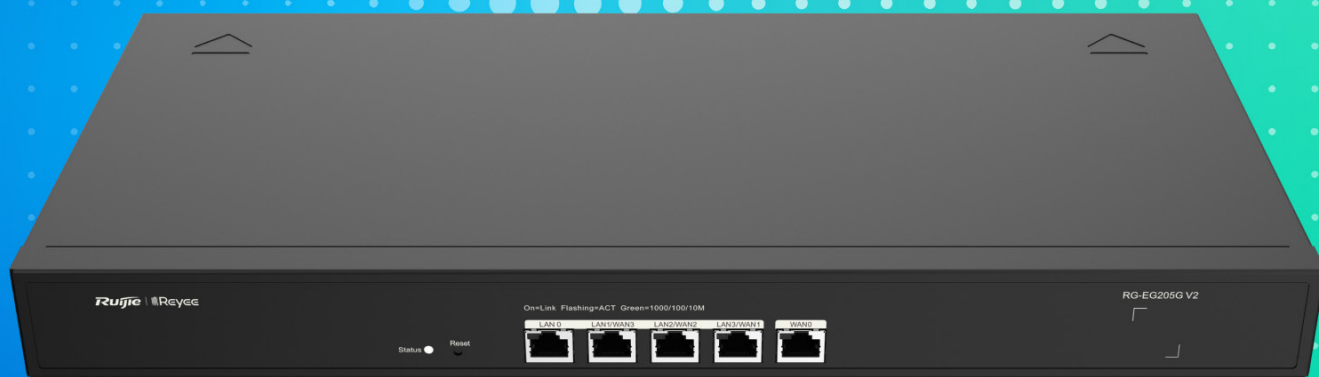 Ruijie | Reyee
RG-EG205G V2
On=Link Flashing=ACT Green=1000/100/10M
LAN 0 LAN1/WAN3 LAN2/WAN2 LAN3/WAN1 WAN0
Status Reset